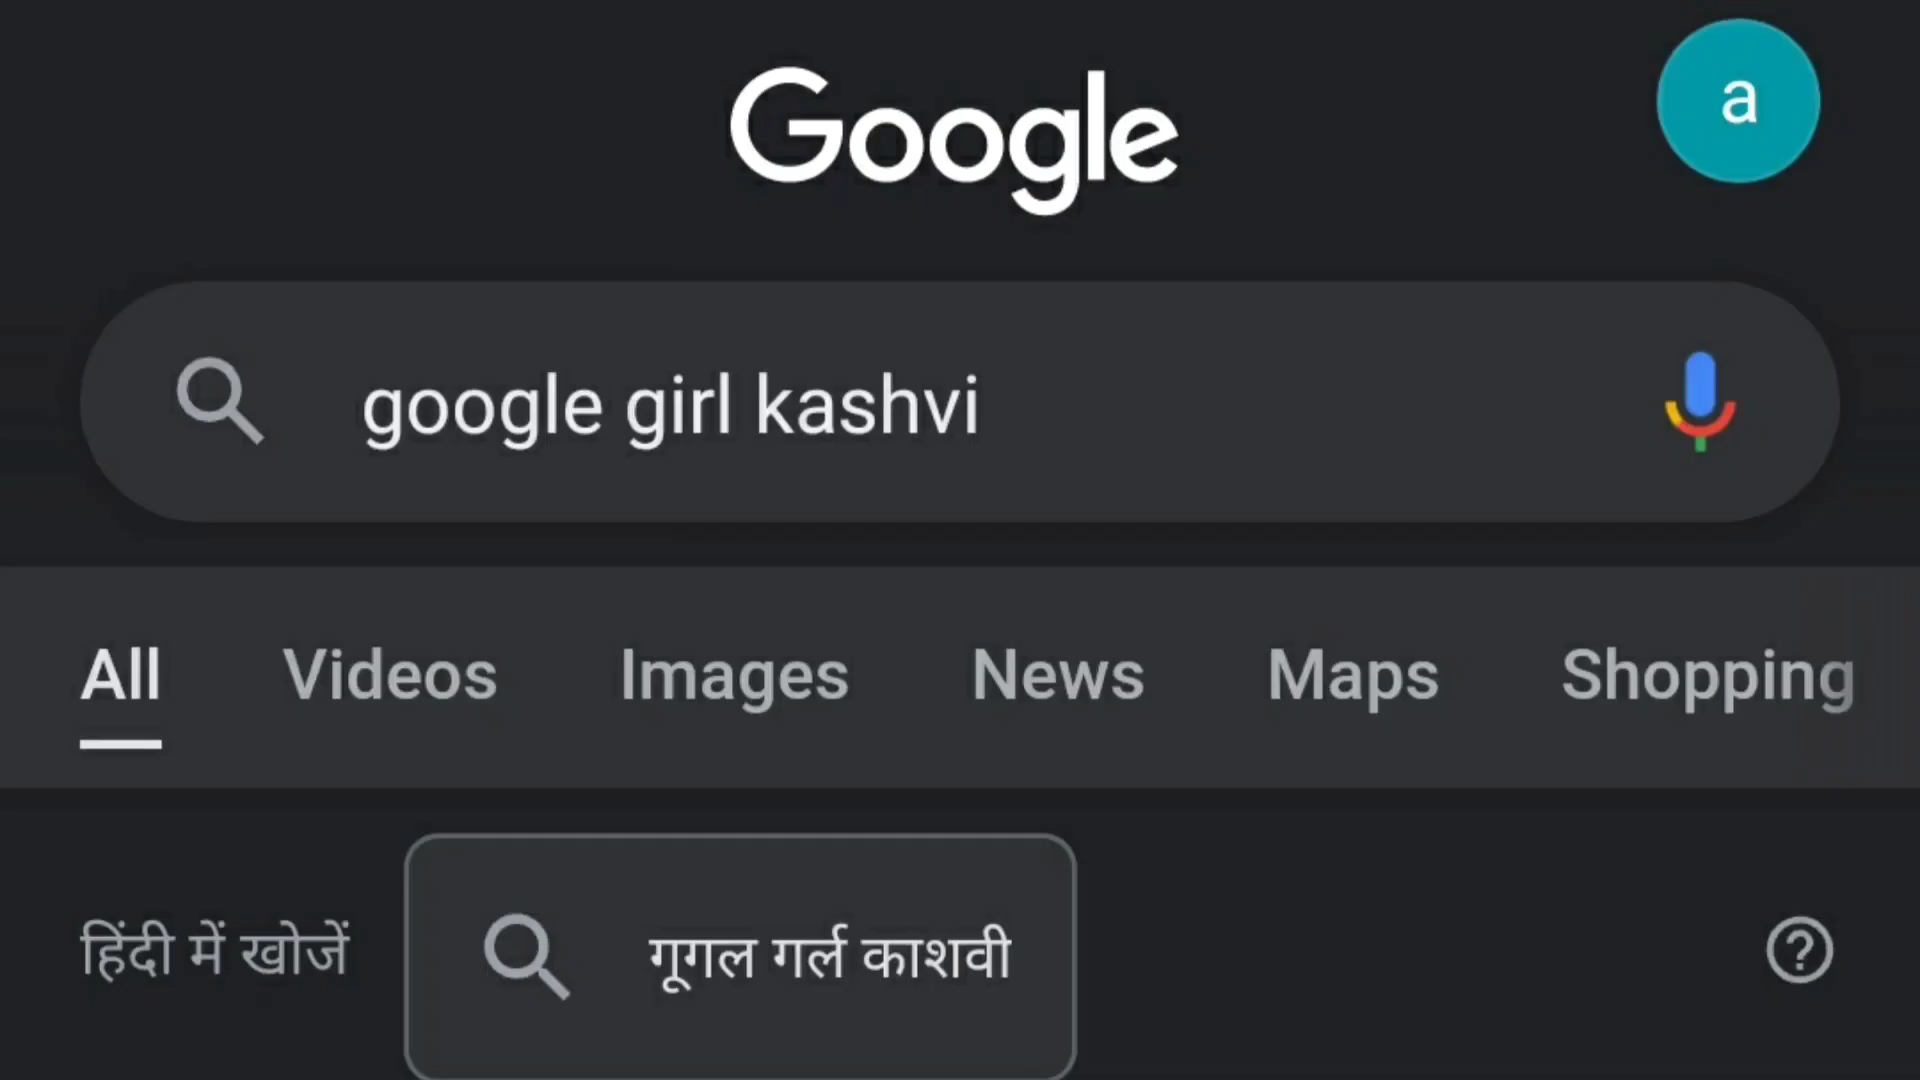 Google
a
google girl kashvi
All Videos Images News Maps Shopping
हिंदी में खोजें गूगल गर्ल काशवी ?